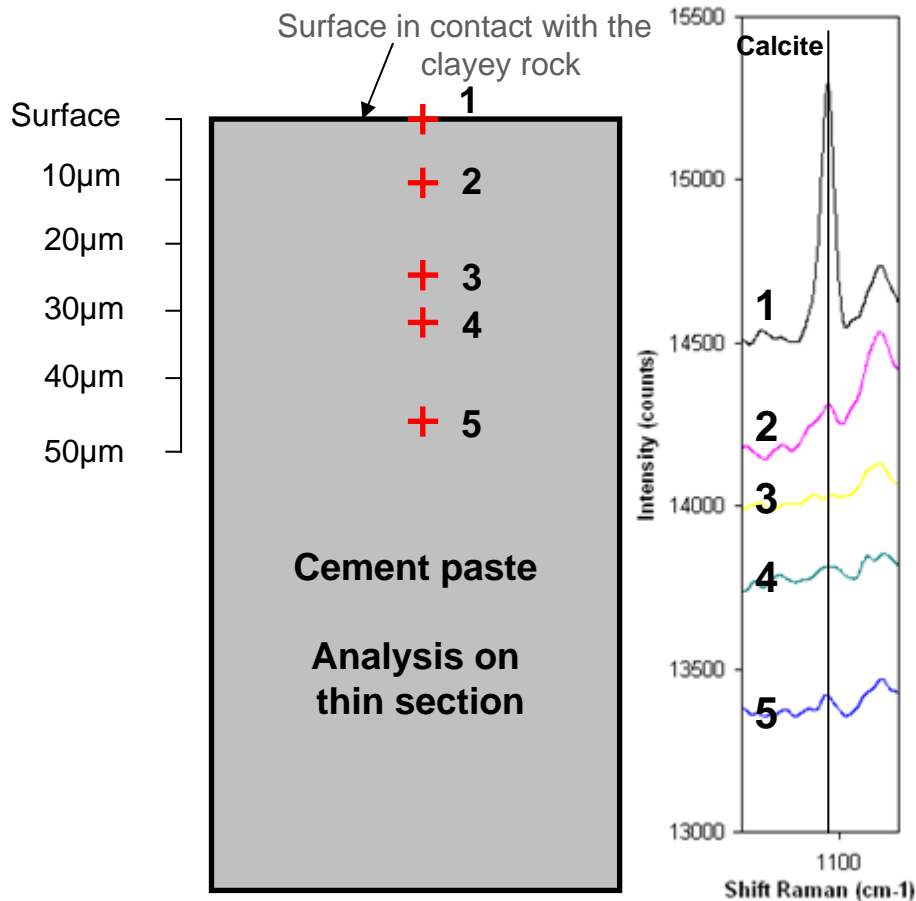 Surface in contact with the
clayey rock
Surface
10µm
20µm
30µm
40µm
50µm
1
2
3
4
5
Cement paste
Analysis on
thin section
15500
15000
14500
14000
13500
13000
Intensity (counts)
Calcite
1
2
3
4
5
1100
Shift Raman (cm-1)